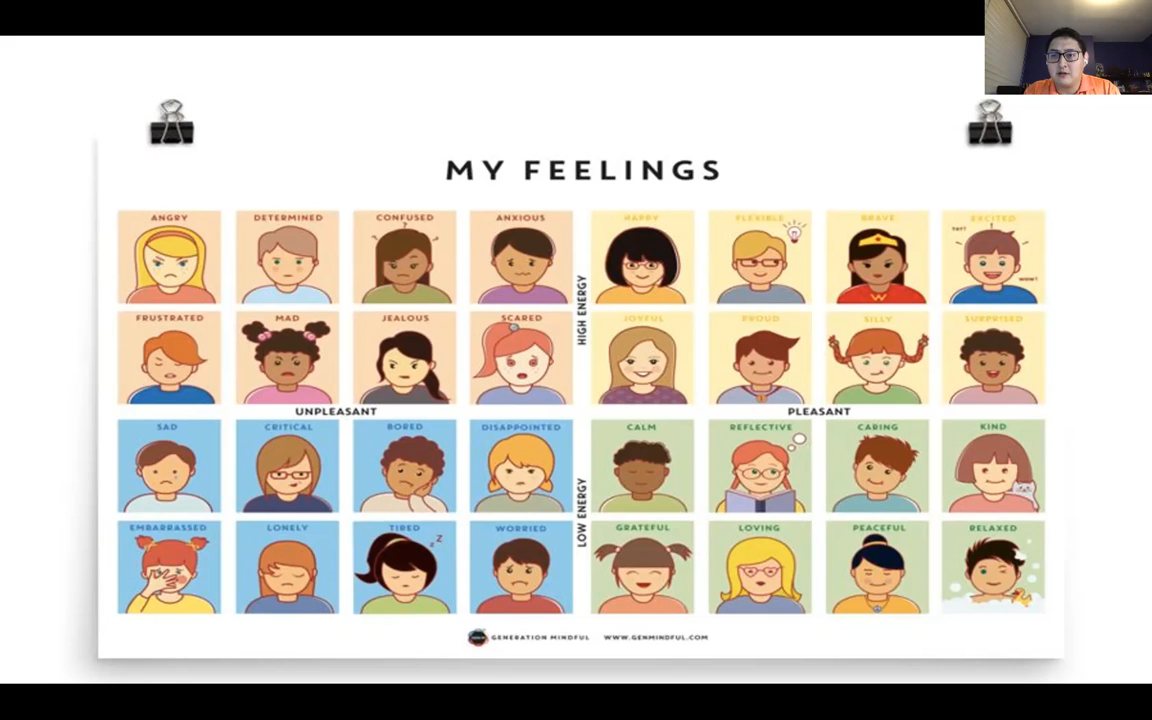 MY FEELINGS
ANGRY DETERMINED CONFUSED ANXIOUS HAPPY FLEXIBLE BRAVE EXCITED
?
YAY! !
WOW!
W
HIGH ENERGY
FRUSTRATED MAD JEALOUS SCARED JOYFUL PROUD SILLY SURPRISED
UNPLEASANT PLEASANT
SAD CRITICAL BORED DISAPPOINTED CALM REFLECTIVE CARING KIND
LOW ENERGY
EMBARRASSED LONELY TIRED WORRIED GRATEFUL LOVING PEACEFUL RELAXED
Z Z
GENERATION MINDFUL WWW.GENMINDFUL.COM